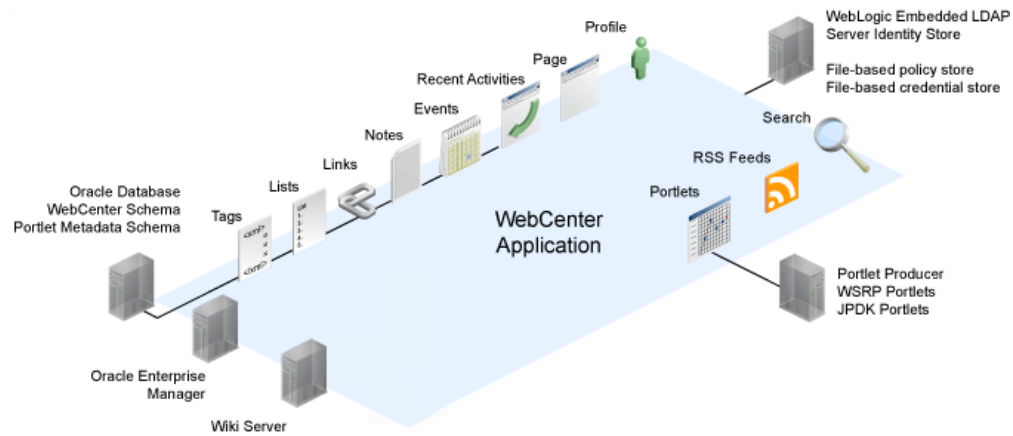 Profile
WebLogic Embedded LDAP
Server Identity Store
File-based policy store
File-based credential store
Page
Recent Activities
Events
Notes
Links
Lists
Tags
Search
RSS Feeds
Portlets
Oracle Database
WebCenter Schema
Portlet Metadata Schema
WebCenter
Application
Portlet Producer
WSRP Portlets
JPDK Portlets
Oracle Enterprise
Manager
Wiki Server